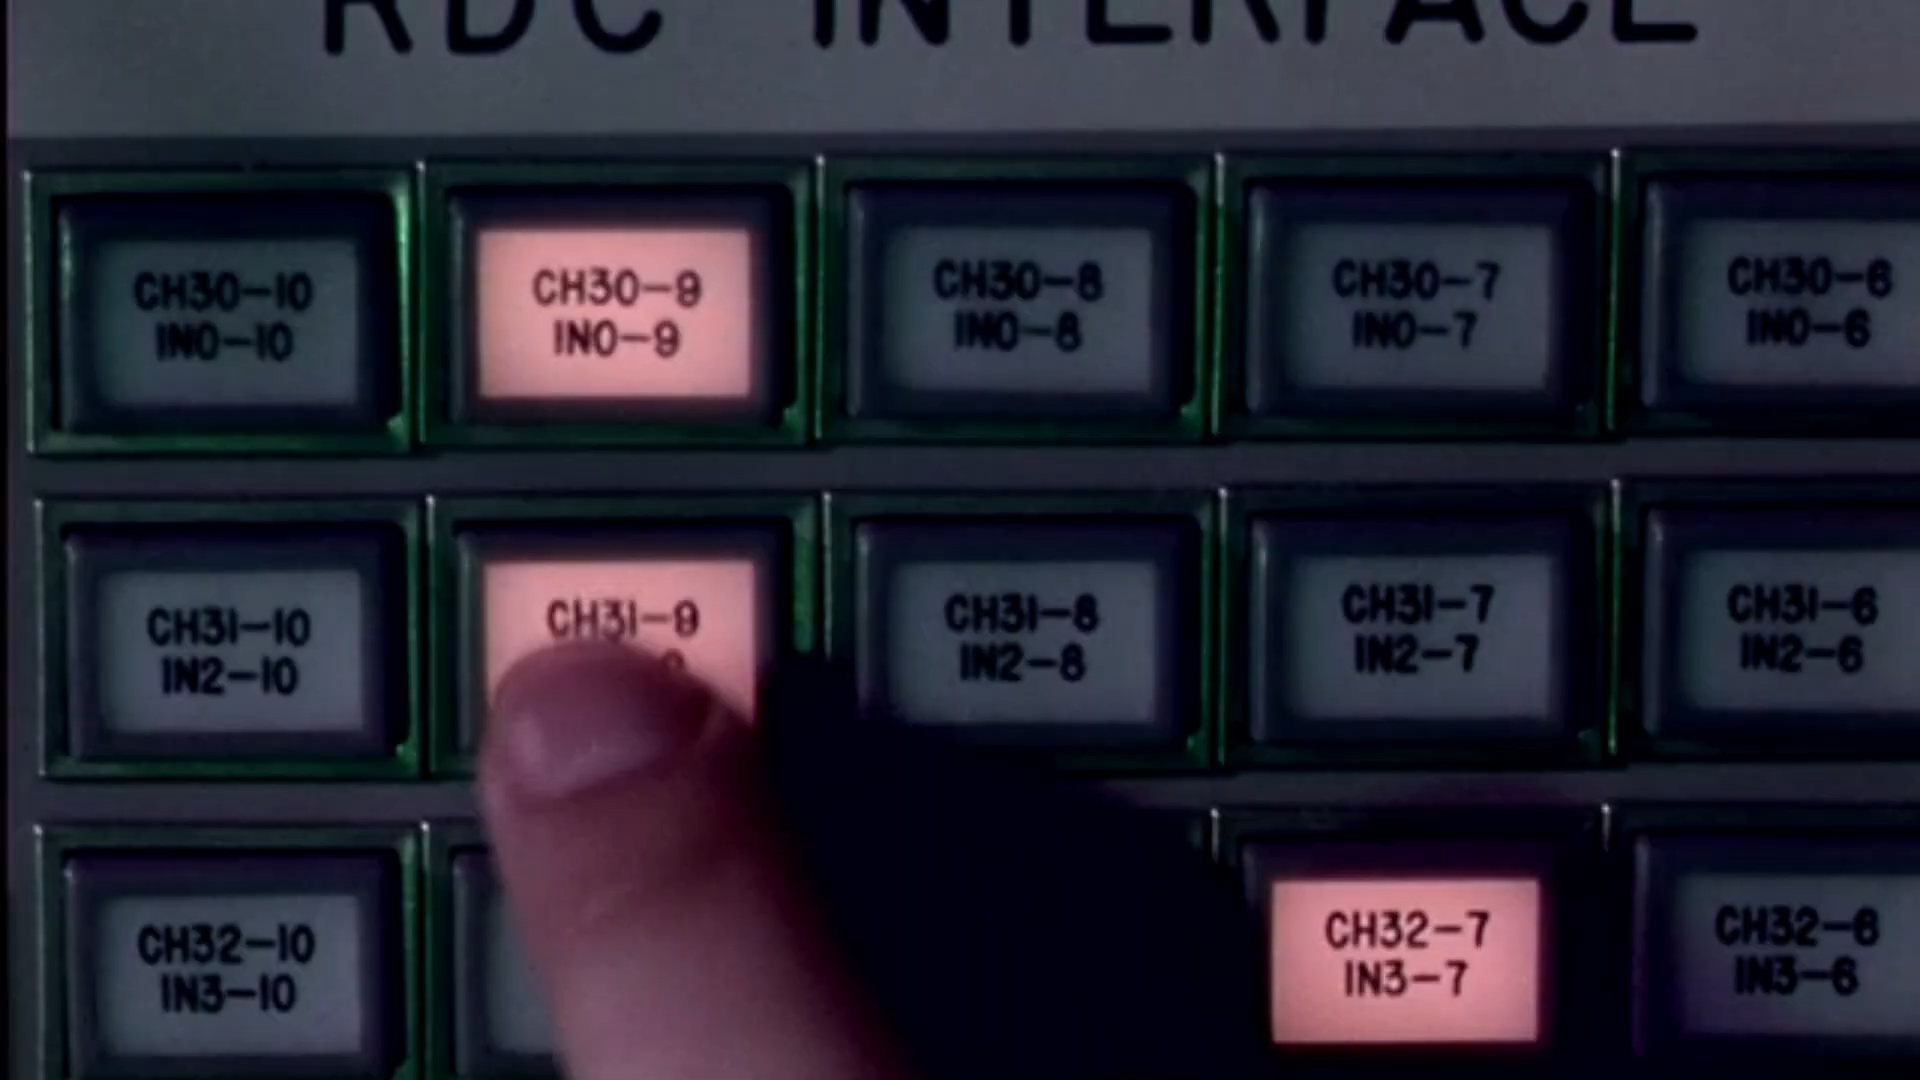 RDC INTERFACE
CH30-10
IN0-10
CH30-9
IN0-9
CH30-8
IN0-8
CH30-7
IN0-7
CH30-6
IN0-6
CH31-10
IN2-10
CH31-9
CH31-8
IN2-8
CH31-7
IN2-7
CH31-6
IN2-6
CH32-10
IN3-10
CH32-7
IN3-7
CH32-6
IN3-6